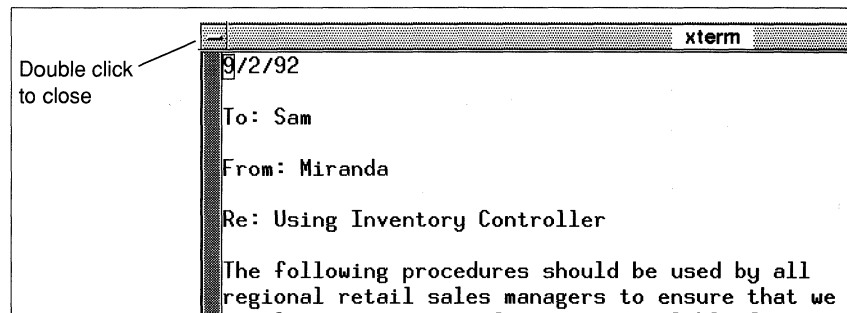 xterm
Double click
to close
9/2/92
To: Sam
From: Miranda
Re: Using Inventory Controller
The following procedures should be used by all
regional retail sales managers to ensure that we